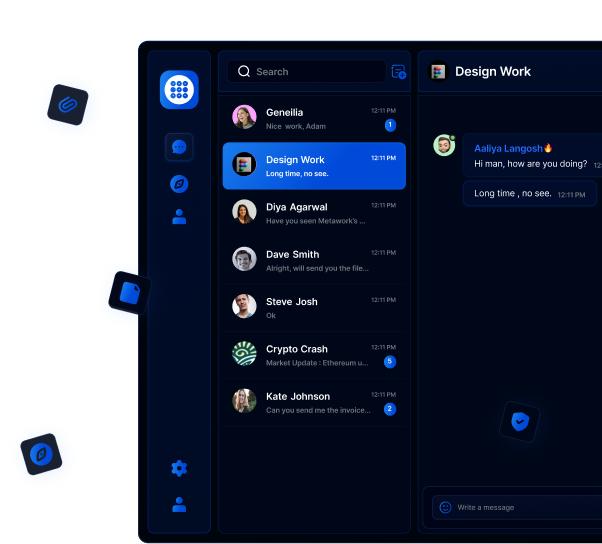 Search
Design Work
Geneilia
12:11 PM
Nice work, Adam
1
Design Work
12:11 PM
Long time, no see.
Diya Agarwal
12:11 PM
Have you seen Metawork's ...
Dave Smith
12:11 PM
Alright, will send you the file...
Steve Josh
12:11 PM
Ok
Crypto Crash
12:11 PM
Market Update : Ethereum u...
5
Kate Johnson
12:11 PM
Can you send me the invoice...
2
Aaliya Langosh🔥
Hi man, how are you doing? 12
Long time , no see. 12:11 PM
Write a message